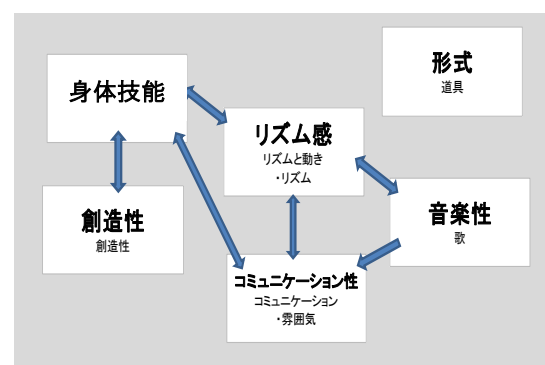 形式
道具
身体技能
リズム感
リズムと動き
・リズム
創造性
創造性
音楽性
歌
コミュニケーション性
コミュニケーション
・雰囲気